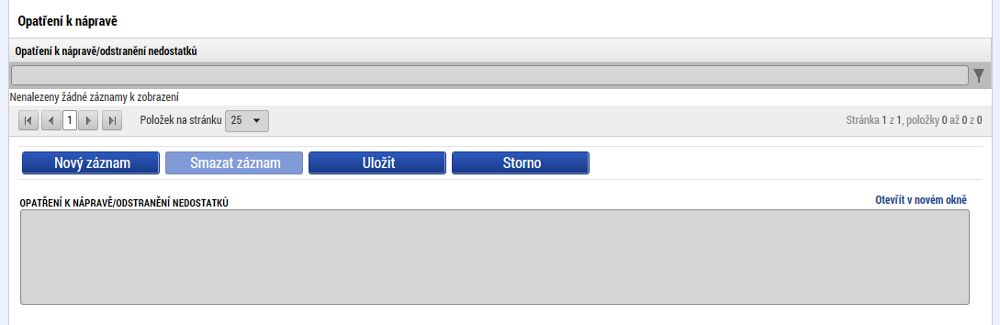 Opatření k nápravě
Opatření k nápravě/odstranění nedostatků
Nenalezeny žádné záznamy k zobrazení
1 Položek na stránku 25 Stránka 1 z 1, položky 0 až 0 z 0
Nový záznam Smazat záznam Uložit Storno
OPATŘENÍ K NÁPRAVĚ/ODSTRANĚNÍ NEDOSTATKŮ Otevřít v novém okně